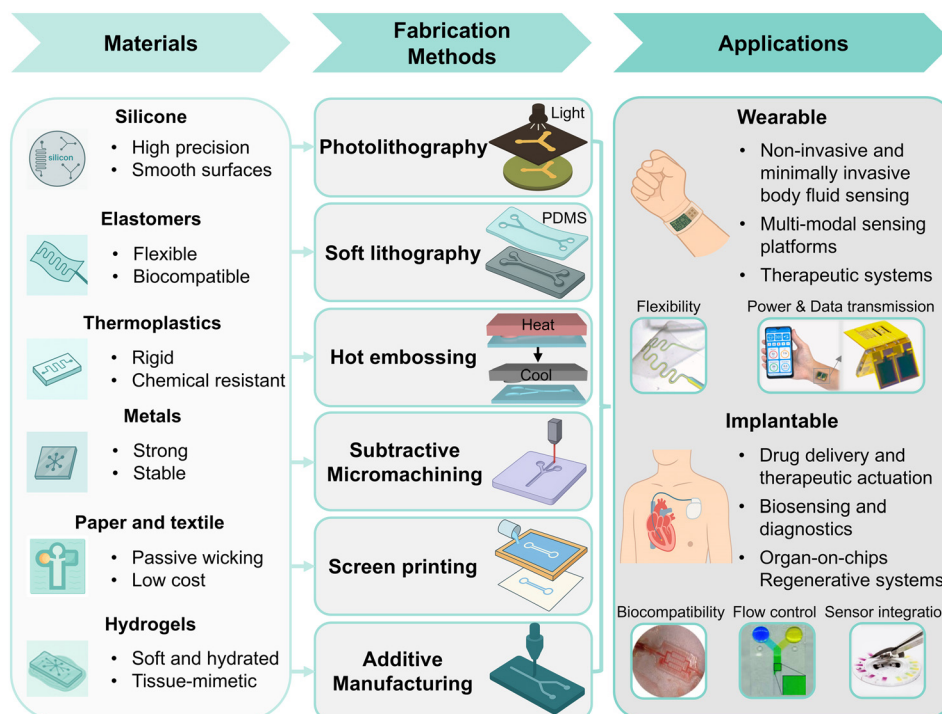 Materials
Fabrication
Methods
Applications
Silicone
silicon
• High precision
• Smooth surfaces
Elastomers
• Flexible
• Biocompatible
Thermoplastics
• Rigid
• Chemical resistant
Metals
• Strong
• Stable
Paper and textile
• Passive wicking
• Low cost
Hydrogels
• Soft and hydrated
• Tissue-mimetic
Photolithography
Light
Soft lithography
PDMS
Hot embossing
Heat
Cool
Subtractive
Micromachining
Screen printing
Additive
Manufacturing
Wearable
• Non-invasive and
minimally invasive
body fluid sensing
• Multi-modal sensing
platforms
• Therapeutic systems
Flexibility
Power & Data transmission
Implantable
• Drug delivery and
therapeutic actuation
• Biosensing and
diagnostics
• Organ-on-chips
Regenerative systems
Biocompatibility
Flow control
Sensor integratio